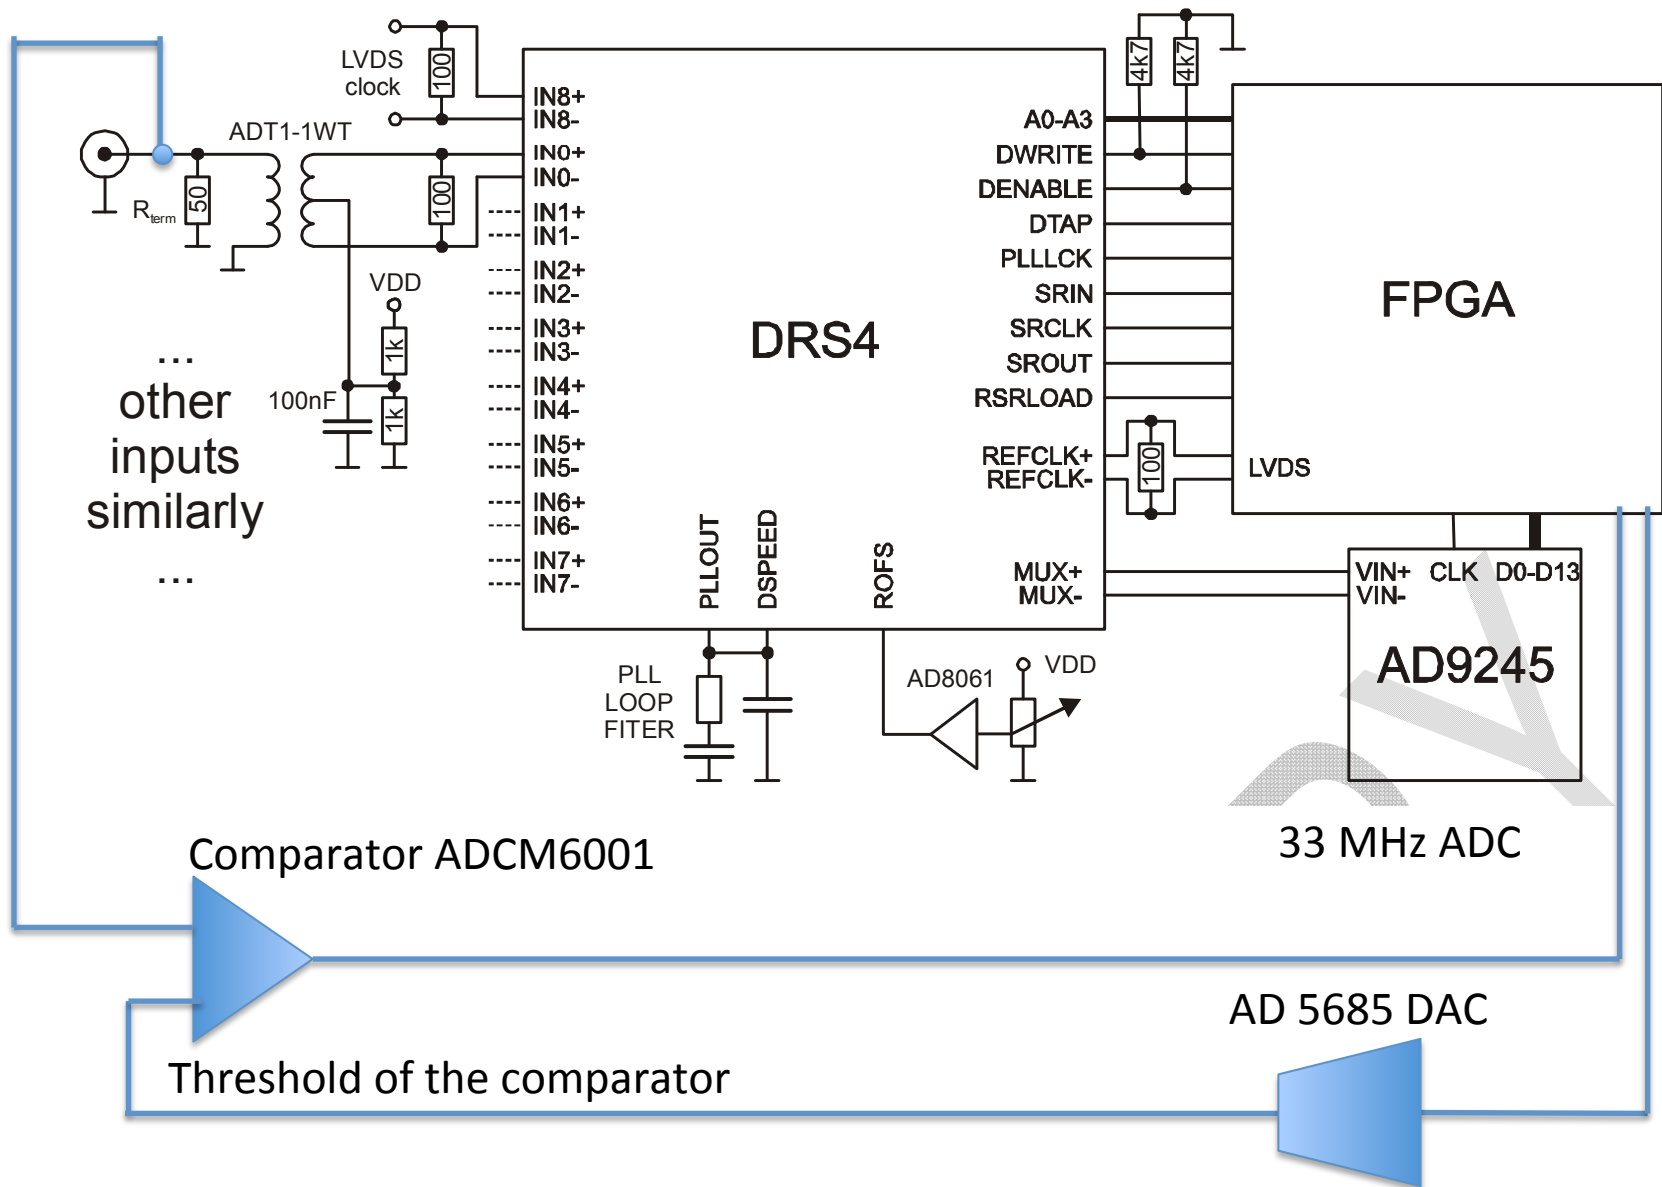 LVDS
clock
100
ADT1-1WT
R_term
50
100
VDD
1k
1k
100nF
...
other
inputs
similarly
...
IN8+
IN8-
IN0+
IN0-
IN1+
IN1-
IN2+
IN2-
IN3+
IN3-
IN4+
IN4-
IN5+
IN5-
IN6+
IN6-
IN7+
IN7-
DRS4
PLLOUT
DSPEED
ROFS
A0-A3
DWRITE
DENABLE
DTAP
PLLLCK
SRIN
SRCLK
SROUT
RSRLOAD
REFCLK+
REFCLK-
MUX+
MUX-
4k7
4k7
100
FPGA
LVDS
VIN+ CLK D0-D13
VIN-
AD9245
PLL
LOOP
FITER
AD8061
VDD
33 MHz ADC
Comparator ADCM6001
AD 5685 DAC
Threshold of the comparator